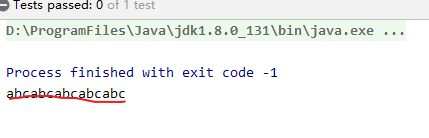 Tests passed: 0 of 1 test
D:\ProgramFiles\Java\jdk1.8.0_131\bin\java.exe ...
Process finished with exit code -1
abcabcabcabcabc